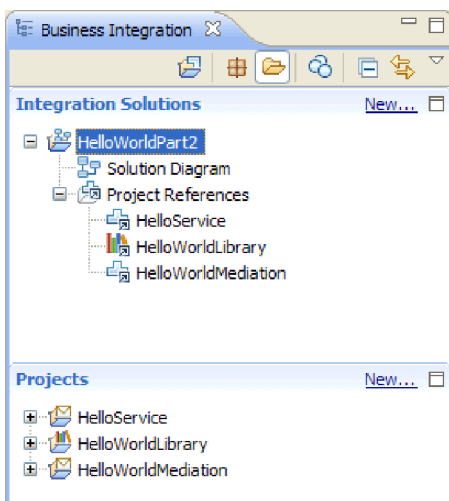 Business Integration
Integration Solutions New...
HelloWorldPart2
Solution Diagram
Project References
HelloService
HelloWorldLibrary
HelloWorldMediation
Projects New...
HelloService
HelloWorldLibrary
HelloWorldMediation